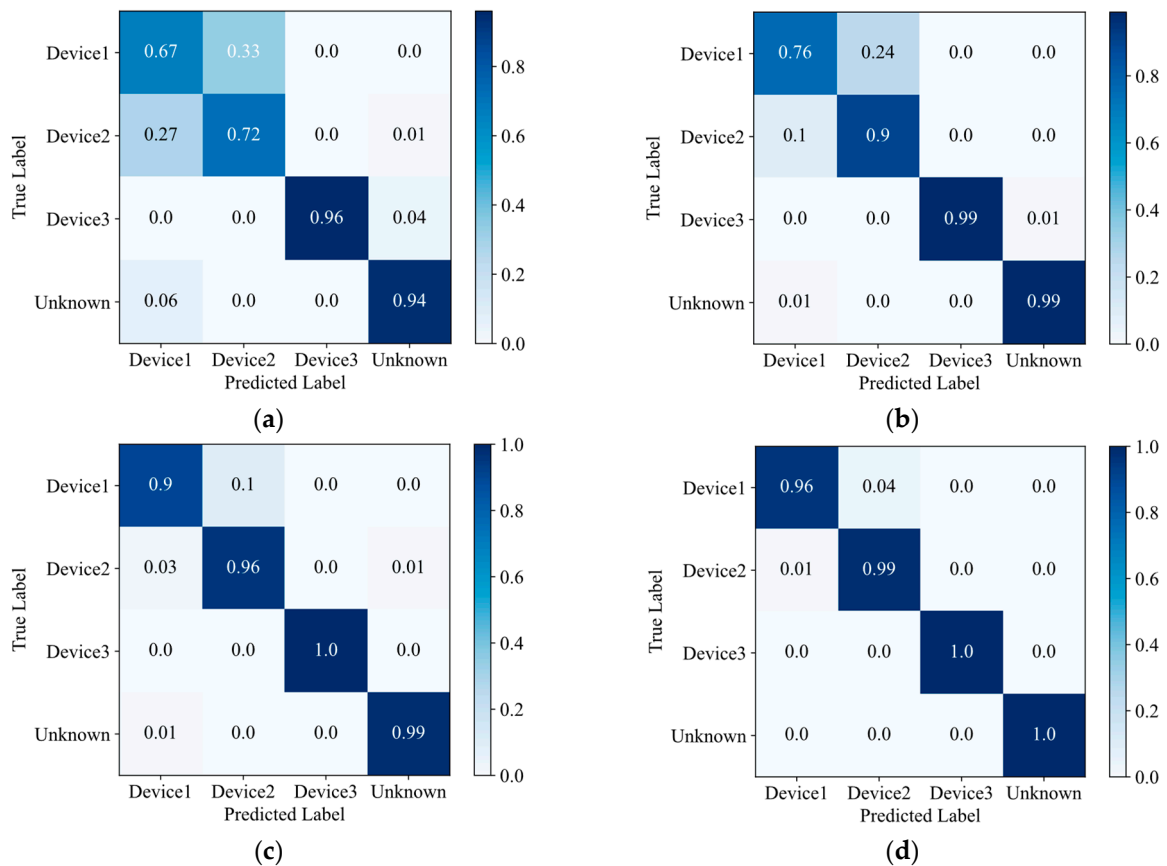 Device1 0.67 0.33 0.0 0.0
Device2 0.27 0.72 0.0 0.01
Device3 0.0 0.0 0.96 0.04
Unknown 0.06 0.0 0.0 0.94
True Label
Device1 Device2 Device3 Unknown
Predicted Label
0.8
0.6
0.4
0.2
0.0
(a)
Device1 0.76 0.24 0.0 0.0
Device2 0.1 0.9 0.0 0.0
Device3 0.0 0.0 0.99 0.01
Unknown 0.01 0.0 0.0 0.99
True Label
Device1 Device2 Device3 Unknown
Predicted Label
0.8
0.6
0.4
0.2
0.0
(b)
Device1 0.9 0.1 0.0 0.0
Device2 0.03 0.96 0.0 0.01
Device3 0.0 0.0 1.0 0.0
Unknown 0.01 0.0 0.0 0.99
True Label
Device1 Device2 Device3 Unknown
Predicted Label
1.0
0.8
0.6
0.4
0.2
0.0
(c)
Device1 0.96 0.04 0.0 0.0
Device2 0.01 0.99 0.0 0.0
Device3 0.0 0.0 1.0 0.0
Unknown 0.0 0.0 0.0 1.0
True Label
Device1 Device2 Device3 Unknown
Predicted Label
1.0
0.8
0.6
0.4
0.2
0.0
(d)